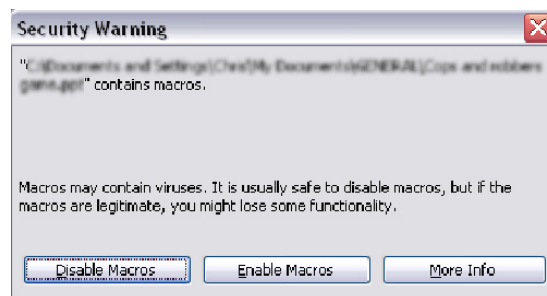 Security Warning
" " contains macros.
Macros may contain viruses. It is usually safe to disable macros, but if the
macros are legitimate, you might lose some functionality.
Disable Macros
Enable Macros
More Info